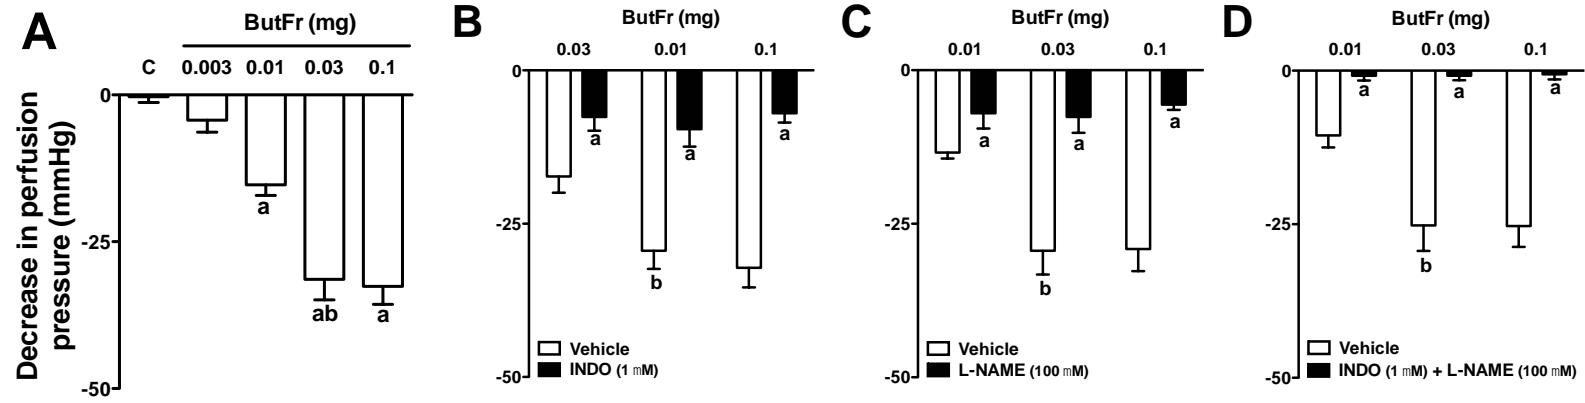 A
ButFr (mg)
C 0.003 0.01 0.03 0.1
Decrease in perfusion
pressure (mmHg)
0
-25
-50
a
ab
a
B
ButFr (mg)
0.03 0.01 0.1
0
-25
-50
a
a
a
b
Vehicle
INDO (1 mM)
C
ButFr (mg)
0.01 0.03 0.1
0
-25
-50
a
a
a
b
Vehicle
L-NAME (100 mM)
D
ButFr (mg)
0.01 0.03 0.1
0
-25
-50
a
a
a
b
Vehicle
INDO (1 mM) + L-NAME (100 mM)